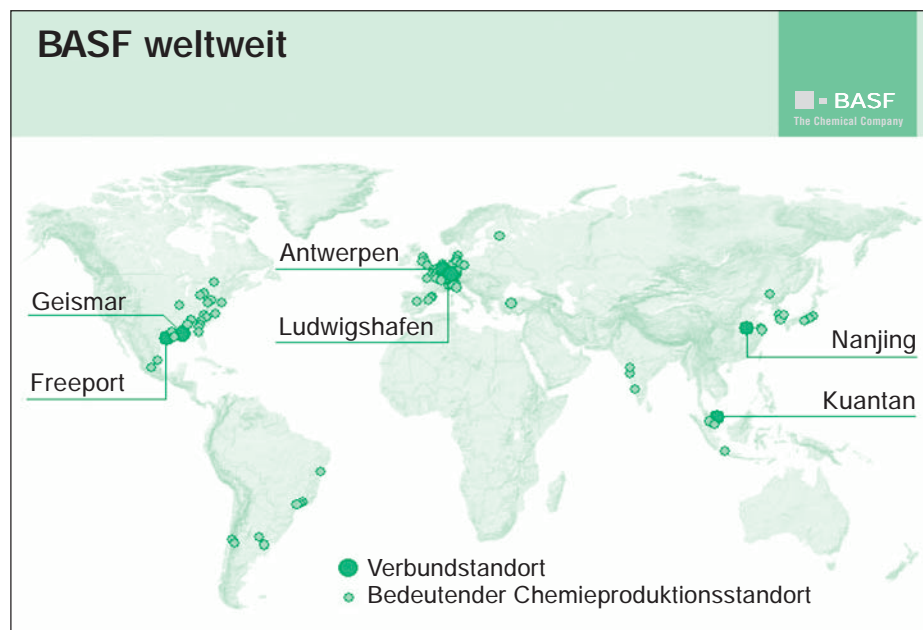 BASF weltweit
BASF
The Chemical Company
Antwerpen
Geismar
Ludwigshafen
Nanjing
Freeport
Kuantan
Verbundstandort
Bedeutender Chemieproduktionsstandort